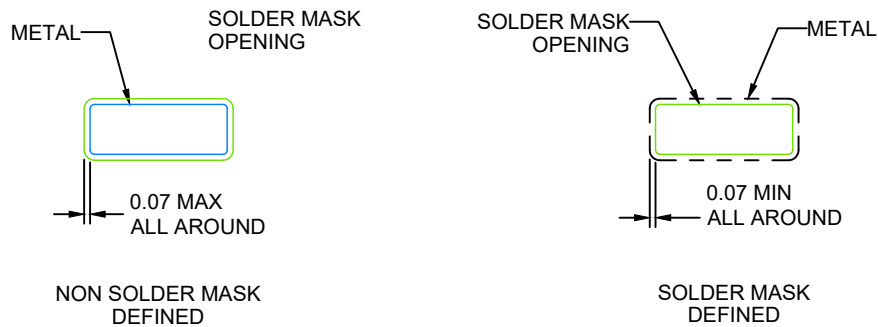 METAL
SOLDER MASK
OPENING
0.07 MAX
ALL AROUND
NON SOLDER MASK
DEFINED
SOLDER MASK
OPENING
METAL
0.07 MIN
ALL AROUND
SOLDER MASK
DEFINED